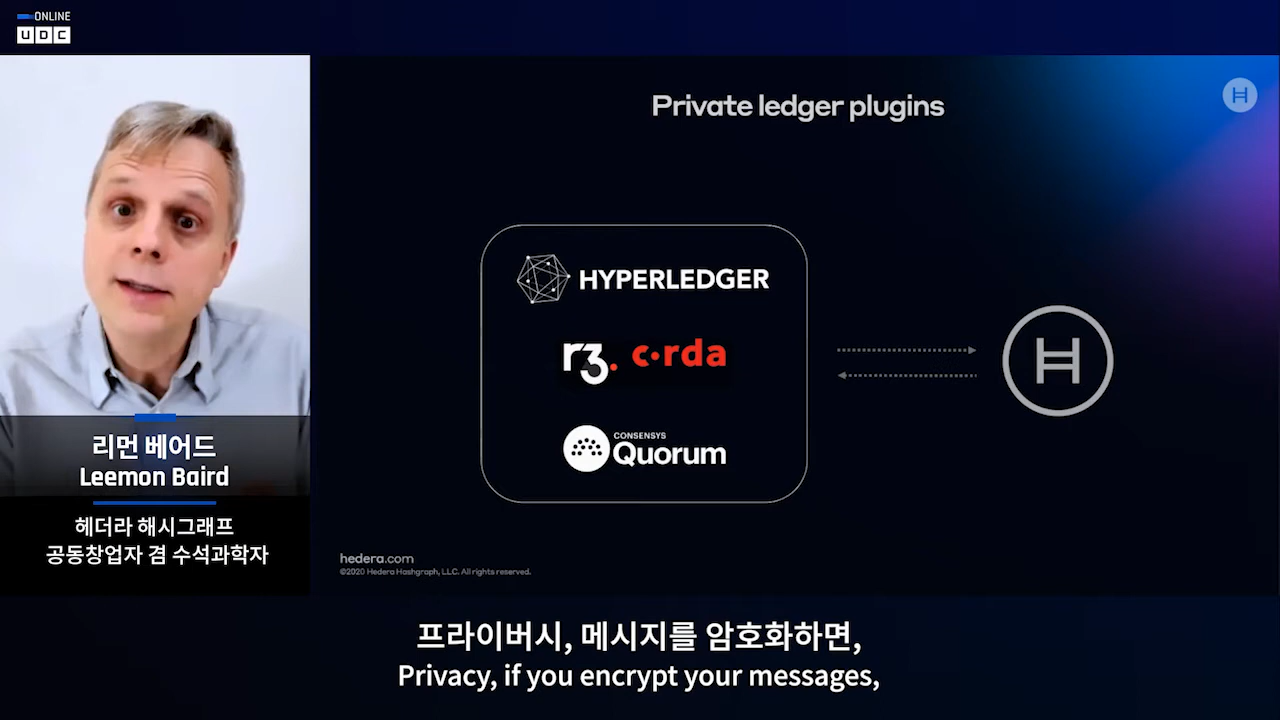 ONLINE
UDC
Private ledger plugins
HYPERLEDGER
r3. c·rda
CONSENSYS
Quorum
H
H
리먼 베어드
Leemon Baird
헤더라 해시그래프
공동창업자 겸 수석과학자
hedera.com
©2020 Hedera Hashgraph, LLC. All rights reserved.
프라이버시, 메시지를 암호화하면,
Privacy, if you encrypt your messages,